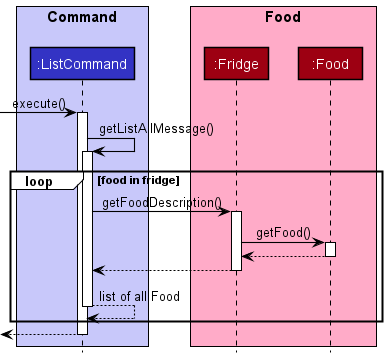 Command
Food
:ListCommand
:Fridge
:Food
execute()
getListAllMessage()
loop
[food in fridge]
getFoodDescription()
getFood()
list of all Food